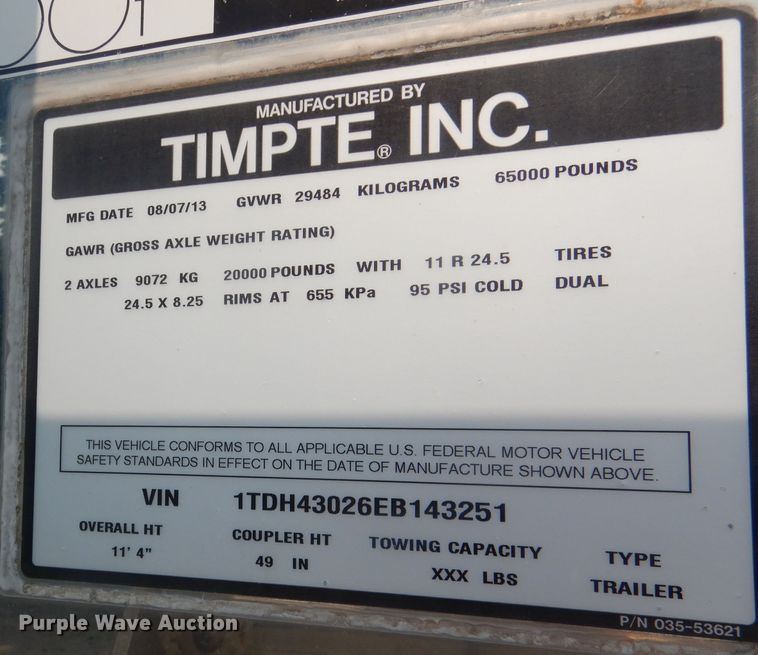 1
MANUFACTURED BY
TIMPTE® INC.
MFG DATE 08/07/13 GVWR 29484 KILOGRAMS 65000 POUNDS
GAWR (GROSS AXLE WEIGHT RATING)
2 AXLES 9072 KG 20000 POUNDS WITH 11 R 24.5 TIRES
24.5 X 8.25 RIMS AT 655 KPa 95 PSI COLD DUAL
THIS VEHICLE CONFORMS TO ALL APPLICABLE U.S. FEDERAL MOTOR VEHICLE
SAFETY STANDARDS IN EFFECT ON THE DATE OF MANUFACTURE SHOWN ABOVE.
VIN 1TDH43026EB143251
OVERALL HT COUPLER HT TOWING CAPACITY TYPE
11' 4" 49 IN XXX LBS TRAILER
P/N 035-53621
Purple Wave Auction